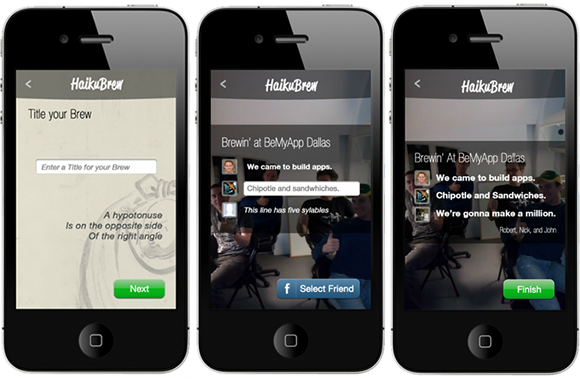 HaikuBrew
Title your Brew
Enter a Title for your Brew
A hypotonuse
Is on the opposite side
Of the right angle
Next
HaikuBrew
Brewin' at BeMyApp Dallas
We came to build apps.
Chipotle and sandwhiches.
This line has five sylables
f Select Friend
HaikuBrew
Brewin' At BeMyApp Dallas
We came to build apps.
Chipotle and Sandwiches.
We're gonna make a million.
Robert, Nick, and John
Finish